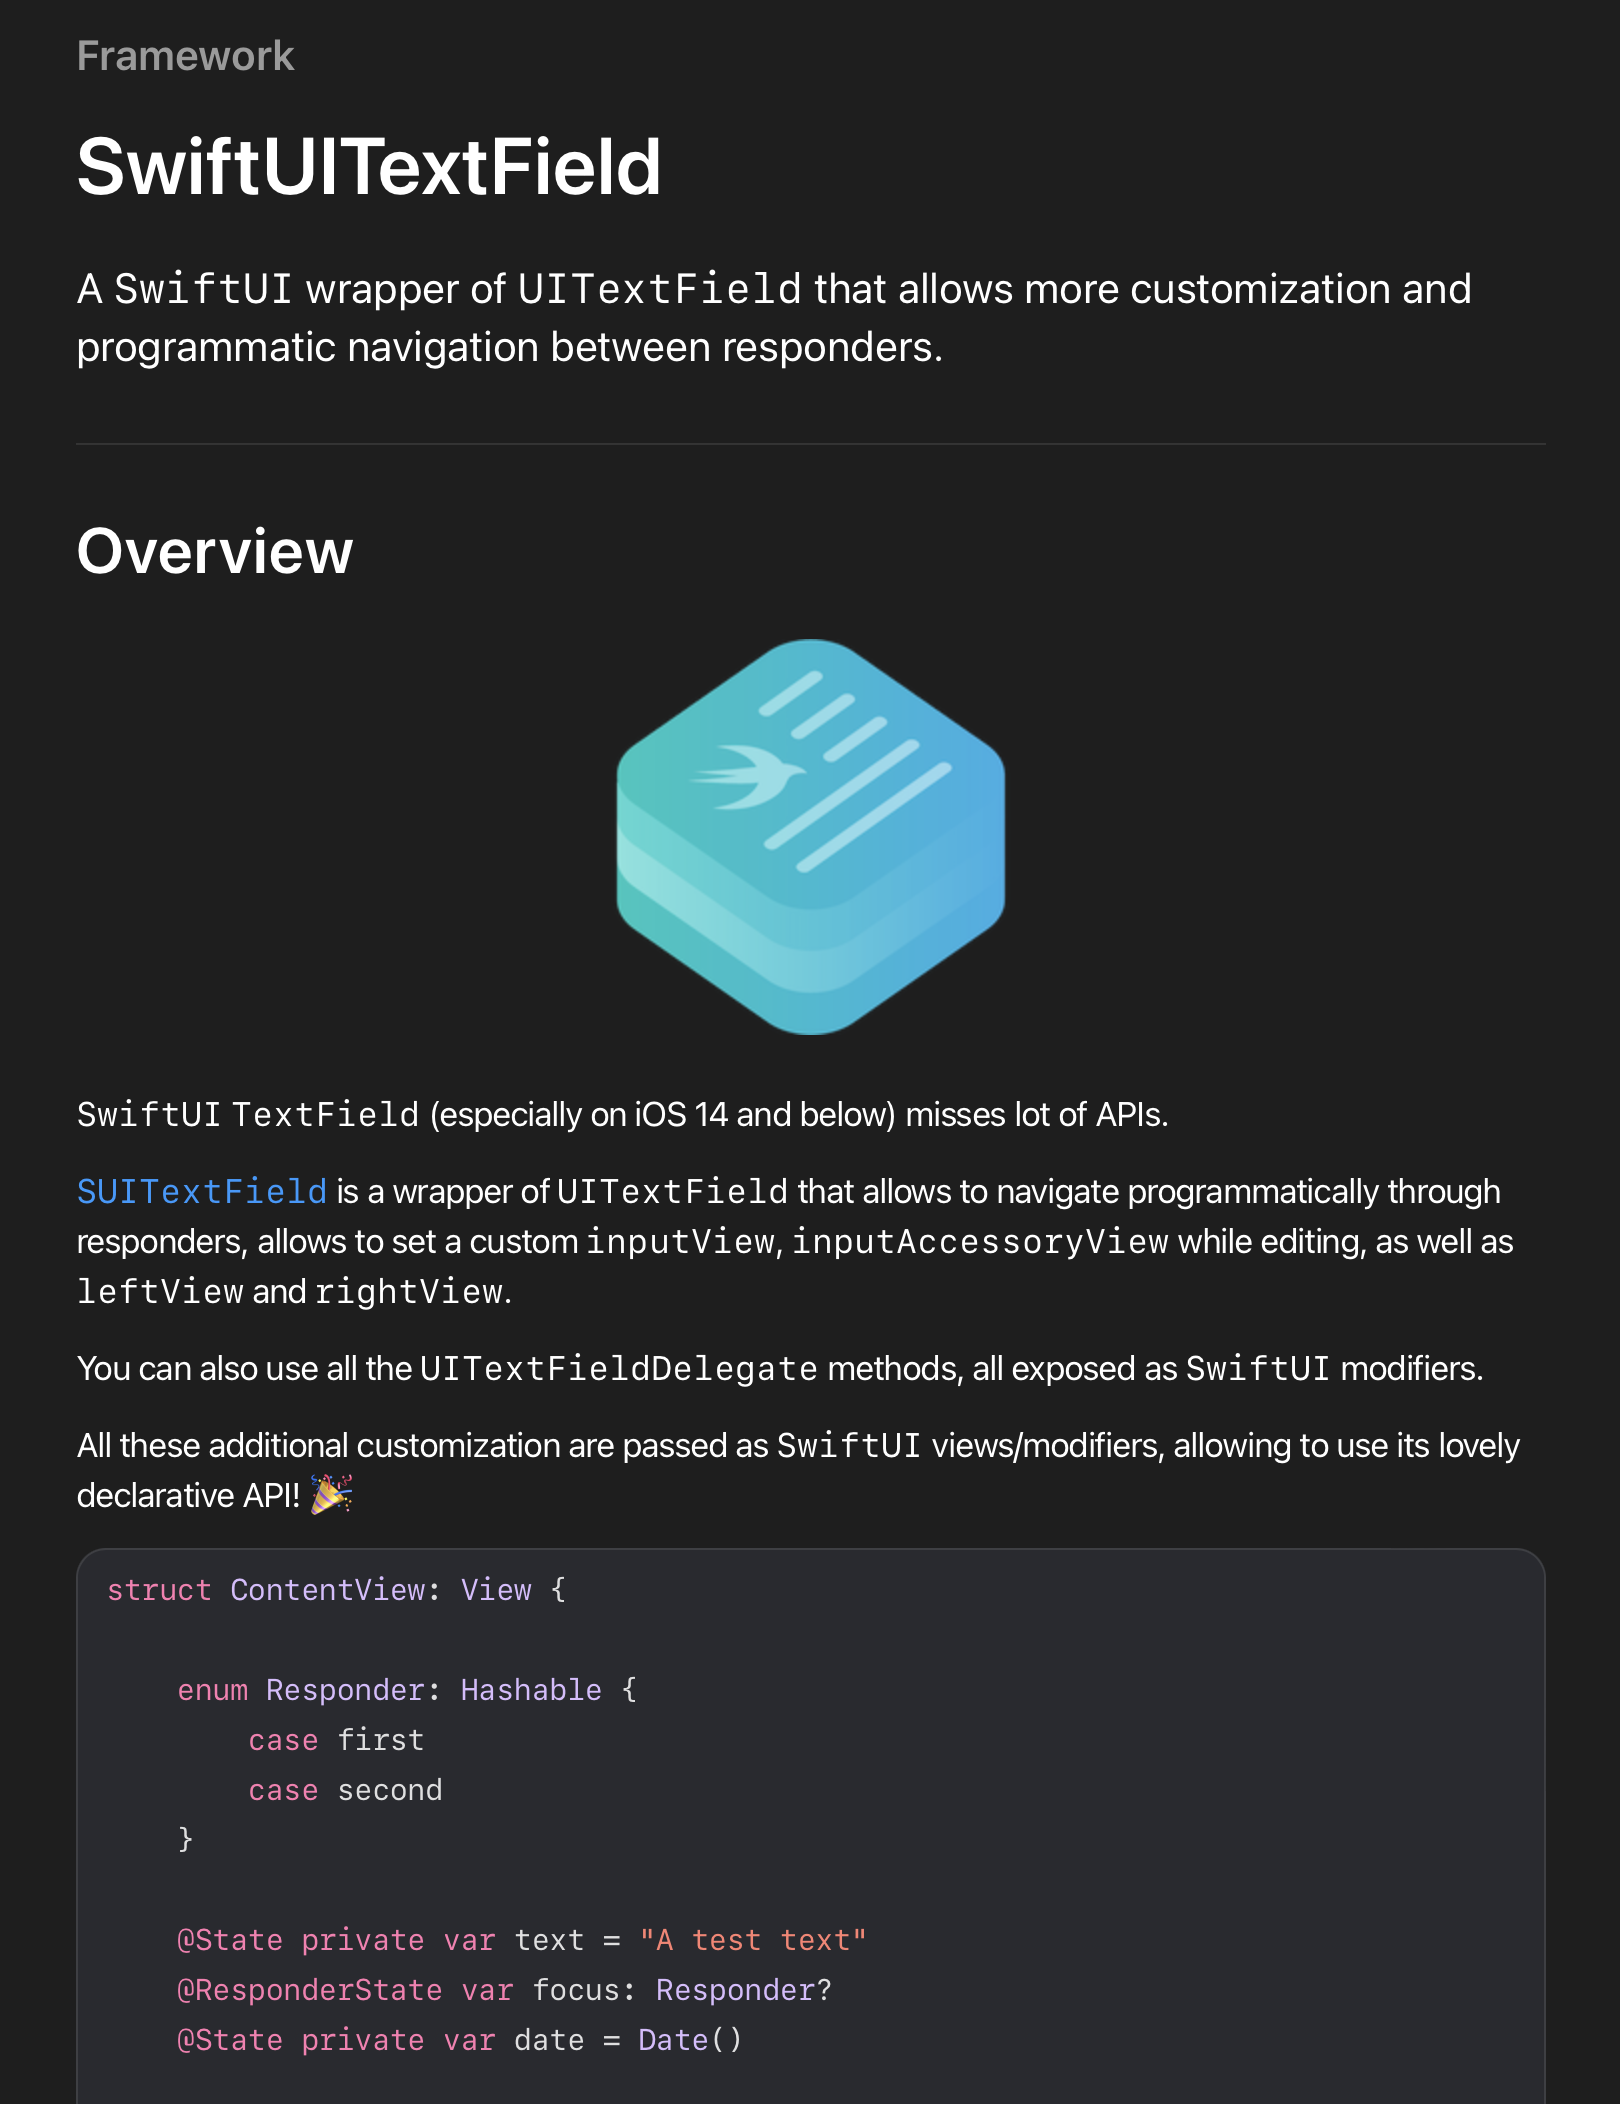 Framework
SwiftUITextField
A SwiftUI wrapper of UITextField that allows more customization and
programmatic navigation between responders.
Overview
SwiftUI TextField (especially on iOS 14 and below) misses lot of APIs.
SUITextField is a wrapper of UITextField that allows to navigate programmatically through
responders, allows to set a custom inputView, inputAccessoryView while editing, as well as
leftView and rightView.
You can also use all the UITextFieldDelegate methods, all exposed as SwiftUI modifiers.
All these additional customization are passed as SwiftUI views/modifiers, allowing to use its lovely
declarative API! 🎉
struct ContentView: View {
    enum Responder: Hashable {
        case first
        case second
    }
    @State private var text = "A test text"
    @ResponderState var focus: Responder?
    @State private var date = Date()